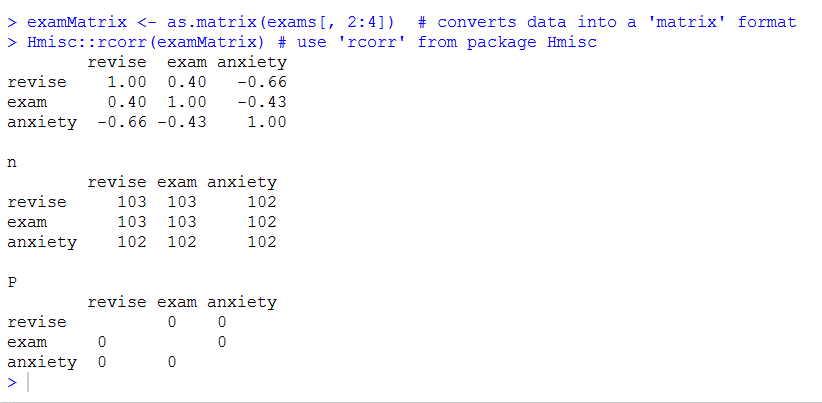 > examMatrix <- as.matrix(exams[, 2:4])  # converts data into a 'matrix' format
> Hmisc::rcorr(examMatrix) # use 'rcorr' from package Hmisc
        revise  exam anxiety
revise    1.00  0.40   -0.66
exam      0.40  1.00   -0.43
anxiety  -0.66 -0.43    1.00

n
        revise exam anxiety
revise     103  103     102
exam       103  103     102
anxiety    102  102     102

P
        revise exam anxiety
revise          0    0
exam     0           0
anxiety  0      0
>